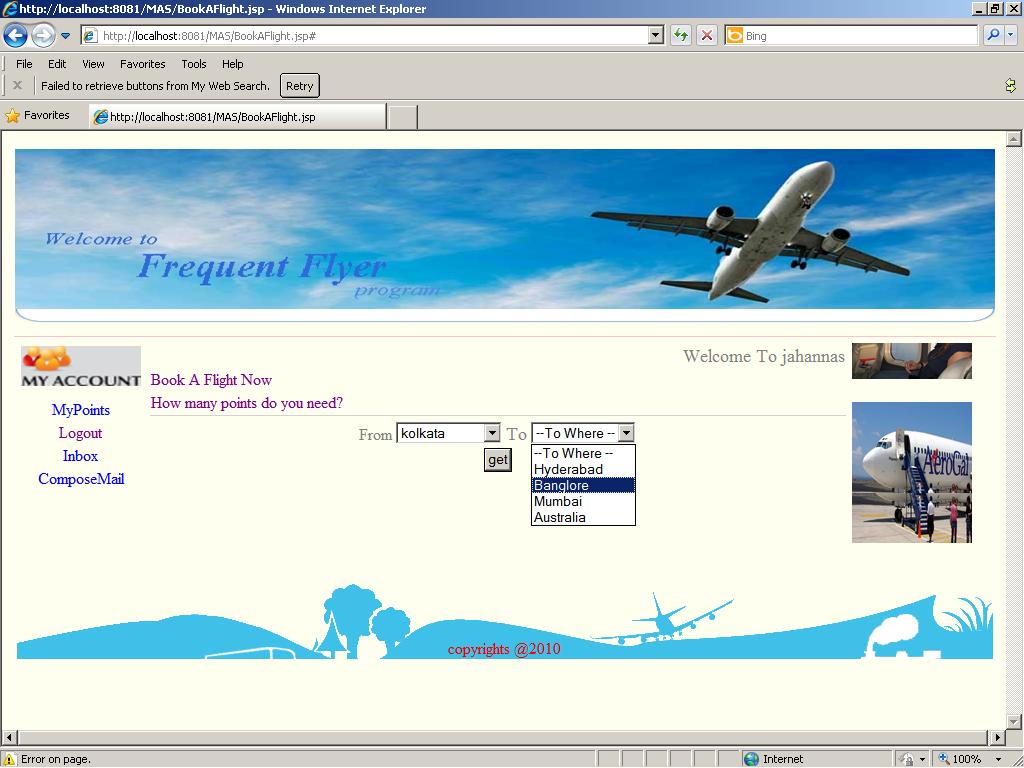 http://localhost:8081/MAS/BookAFlight.jsp - Windows Internet Explorer
http://localhost:8081/MAS/BookAFlight.jsp#
Bing
File Edit View Favorites Tools Help
Failed to retrieve buttons from My Web Search. Retry
Favorites
http://localhost:8081/MAS/BookAFlight.jsp
Welcome to
Frequent Flyer
program
MY ACCOUNT
MyPoints
Logout
Inbox
ComposeMail
Welcome To jahannas
Book A Flight Now
How many points do you need?
From kolkata To --To Where --
get
--To Where --
Hyderabad
Banglore
Mumbai
Australia
AeroGal
copyrights @2010
Error on page.
Internet
100%